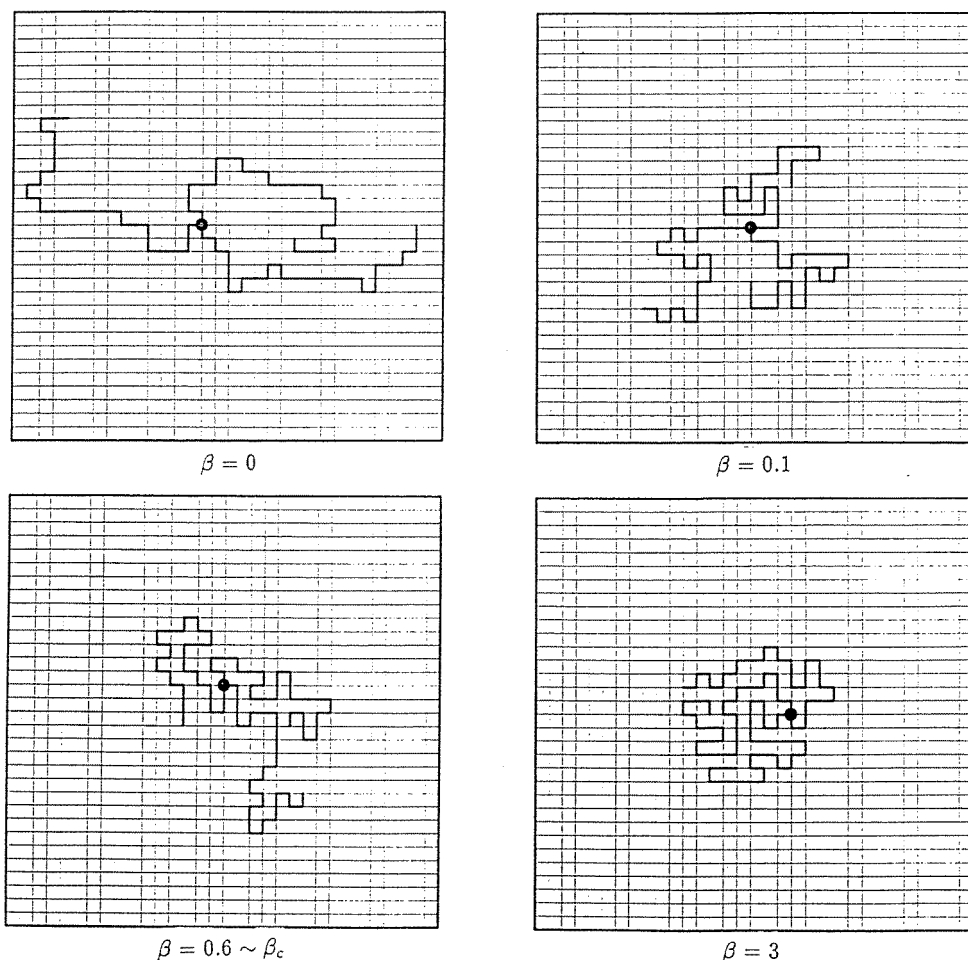 β = 0
β = 0.1
β = 0.6 ~ β_c
β = 3